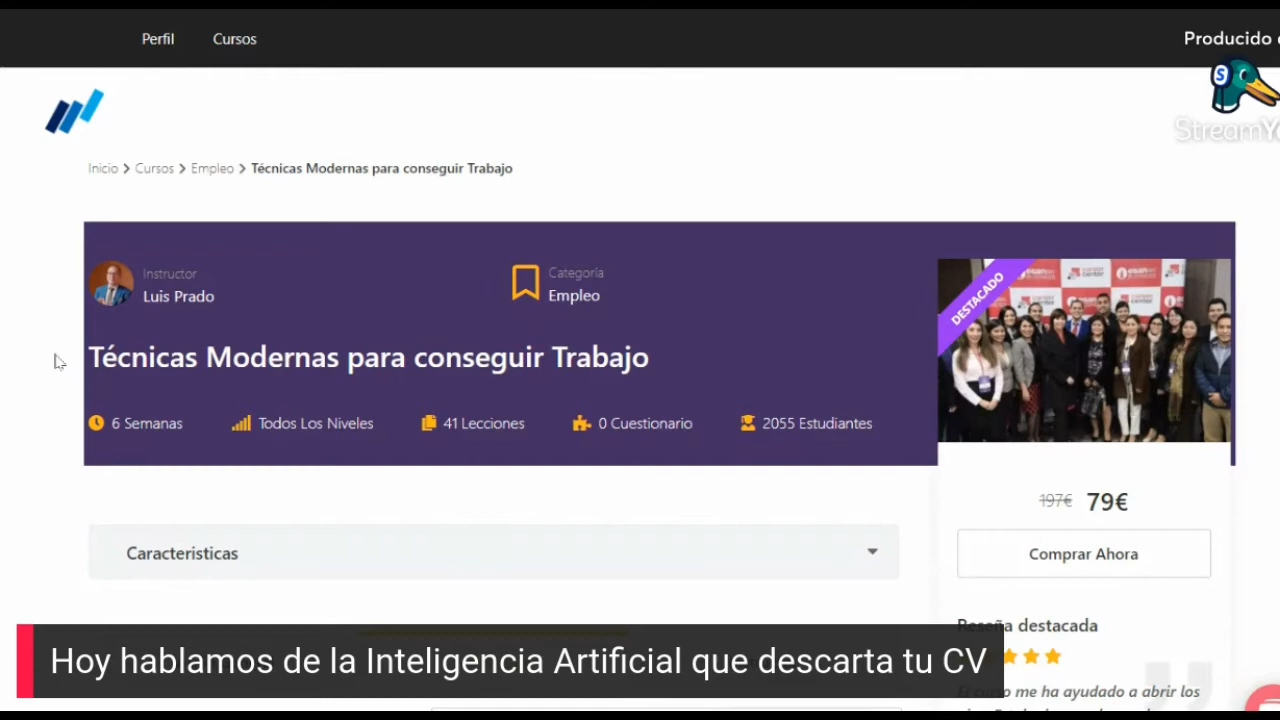 Perfil
Cursos
Producido
StreamY
Inicio > Cursos > Empleo > Técnicas Modernas para conseguir Trabajo
Instructor
Luis Prado
Categoría
Empleo
DESTACADO
Técnicas Modernas para conseguir Trabajo
6 Semanas
Todos Los Niveles
41 Lecciones
0 Cuestionario
2055 Estudiantes
197€ 79€
Comprar Ahora
Caracteristicas
Reseña destacada
Hoy hablamos de la Inteligencia Artificial que descarta tu CV
El curso me ha ayudado a abrir los